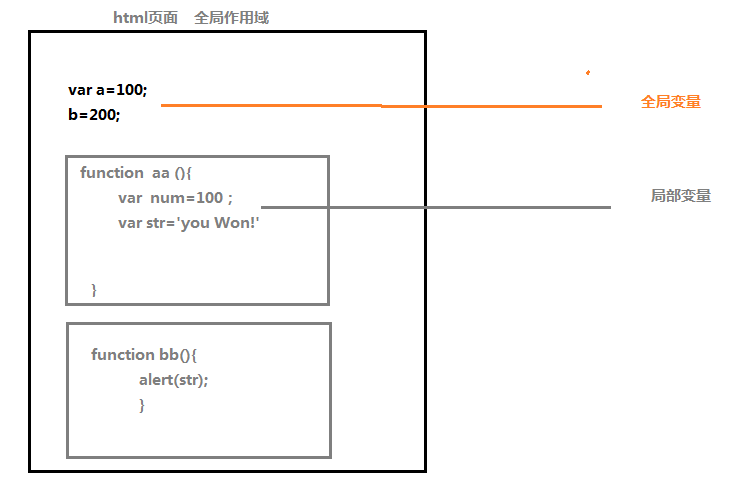 html页面 全局作用域
var a=100;
b=200;
全局变量
function aa (){
var num=100 ;
局部变量
var str='you Won!'
}
function bb(){
alert(str);
}